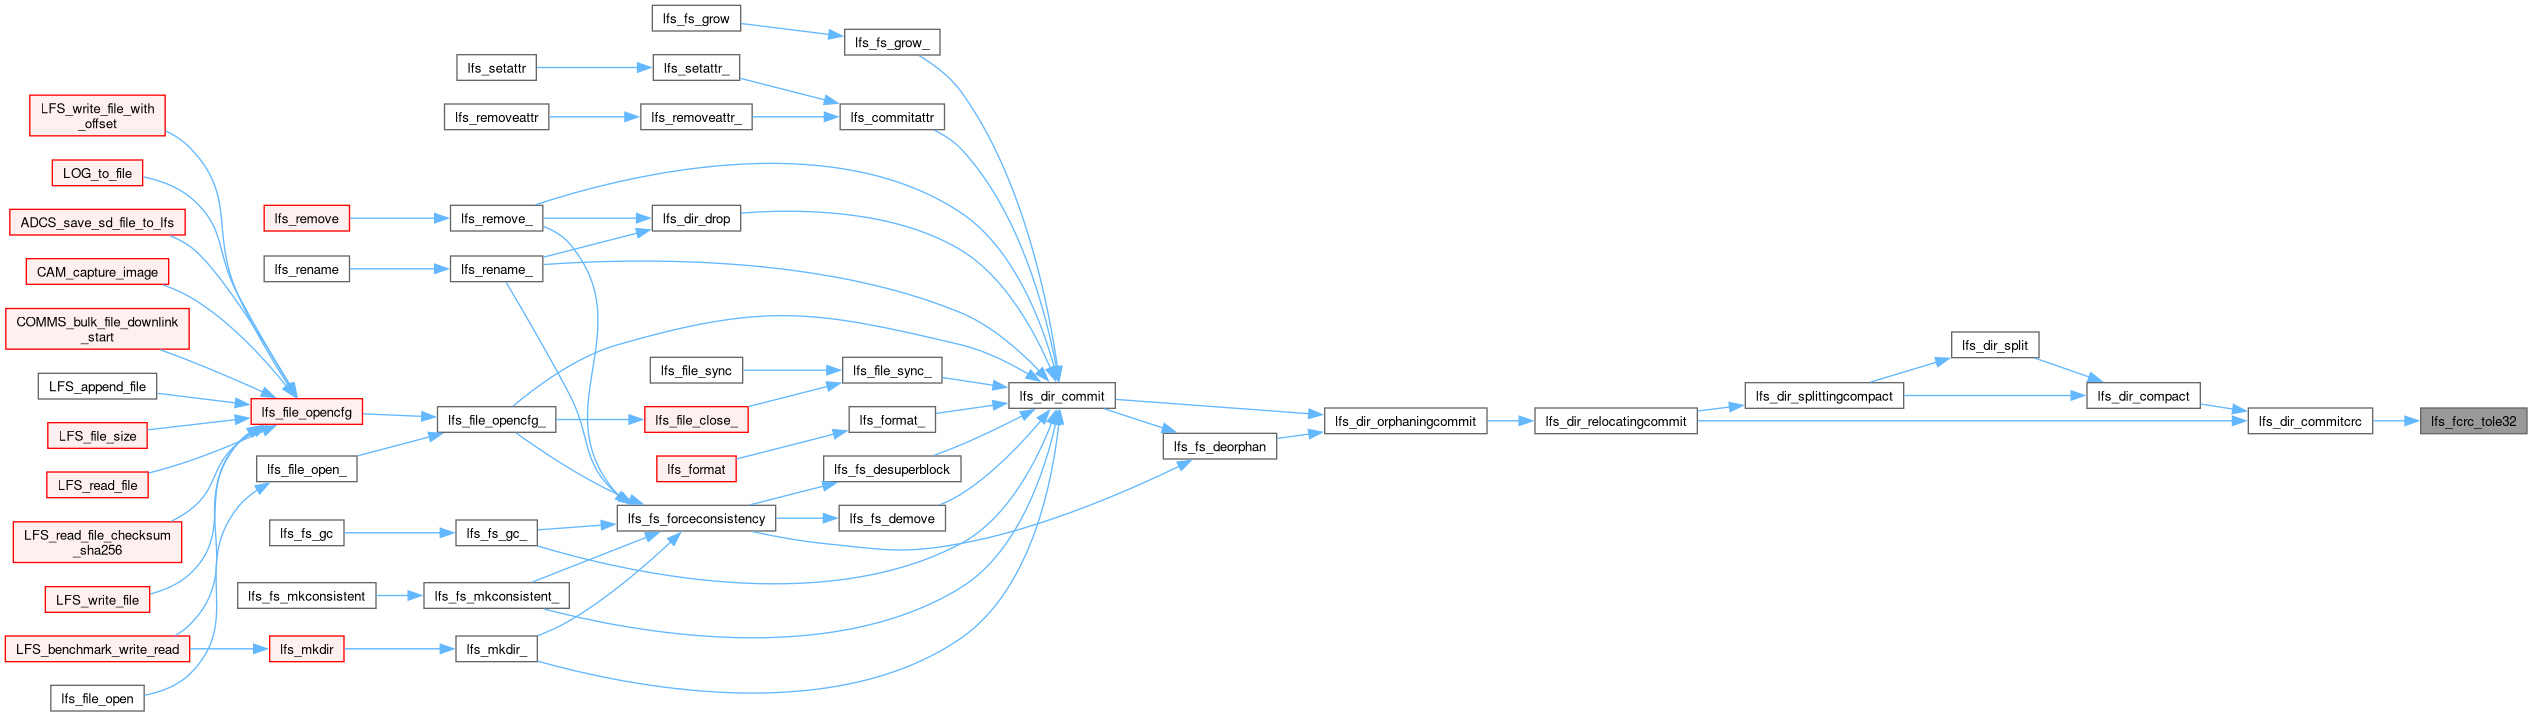 lfs_fs_grow
lfs_fs_grow_
lfs_setattr
lfs_setattr_
LFS_write_file_with
_offset
lfs_removeattr
lfs_removeattr_
lfs_commitattr
LOG_to_file
ADCS_save_sd_file_to_lfs
lfs_remove
lfs_remove_
lfs_dir_drop
CAM_capture_image
lfs_rename
lfs_rename_
COMMS_bulk_file_downlink
_start
lfs_dir_split
LFS_append_file
lfs_file_sync
lfs_file_sync_
lfs_dir_commit
lfs_dir_splittingcompact
lfs_dir_compact
lfs_file_opencfg
lfs_file_opencfg_
lfs_file_close_
lfs_format_
lfs_dir_orphaningcommit
lfs_dir_relocatingcommit
lfs_dir_commitcrc
lfs_fcrc_tole32
LFS_file_size
lfs_fs_deorphan
lfs_file_open_
lfs_format
lfs_fs_desuperblock
LFS_read_file
lfs_fs_forceconsistency
lfs_fs_demove
LFS_read_file_checksum
_sha256
lfs_fs_gc
lfs_fs_gc_
LFS_write_file
lfs_fs_mkconsistent
lfs_fs_mkconsistent_
LFS_benchmark_write_read
lfs_mkdir
lfs_mkdir_
lfs_file_open